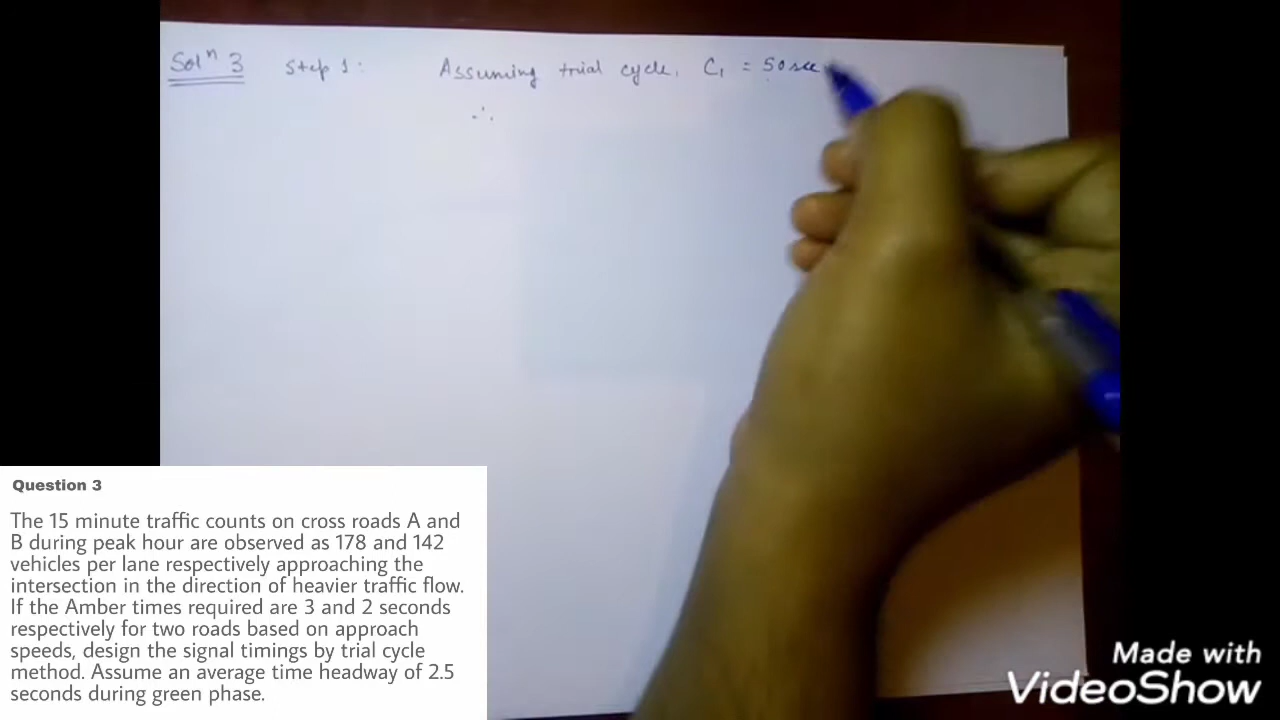 Solⁿ 3 Step 1: Assuming trial cycle, C₁ = 50 sec
∴
Question 3
The 15 minute traffic counts on cross roads A and
B during peak hour are observed as 178 and 142
vehicles per lane respectively approaching the
intersection in the direction of heavier traffic flow.
If the Amber times required are 3 and 2 seconds
respectively for two roads based on approach
speeds, design the signal timings by trial cycle
method. Assume an average time headway of 2.5
seconds during green phase.
Made with
VideoShow